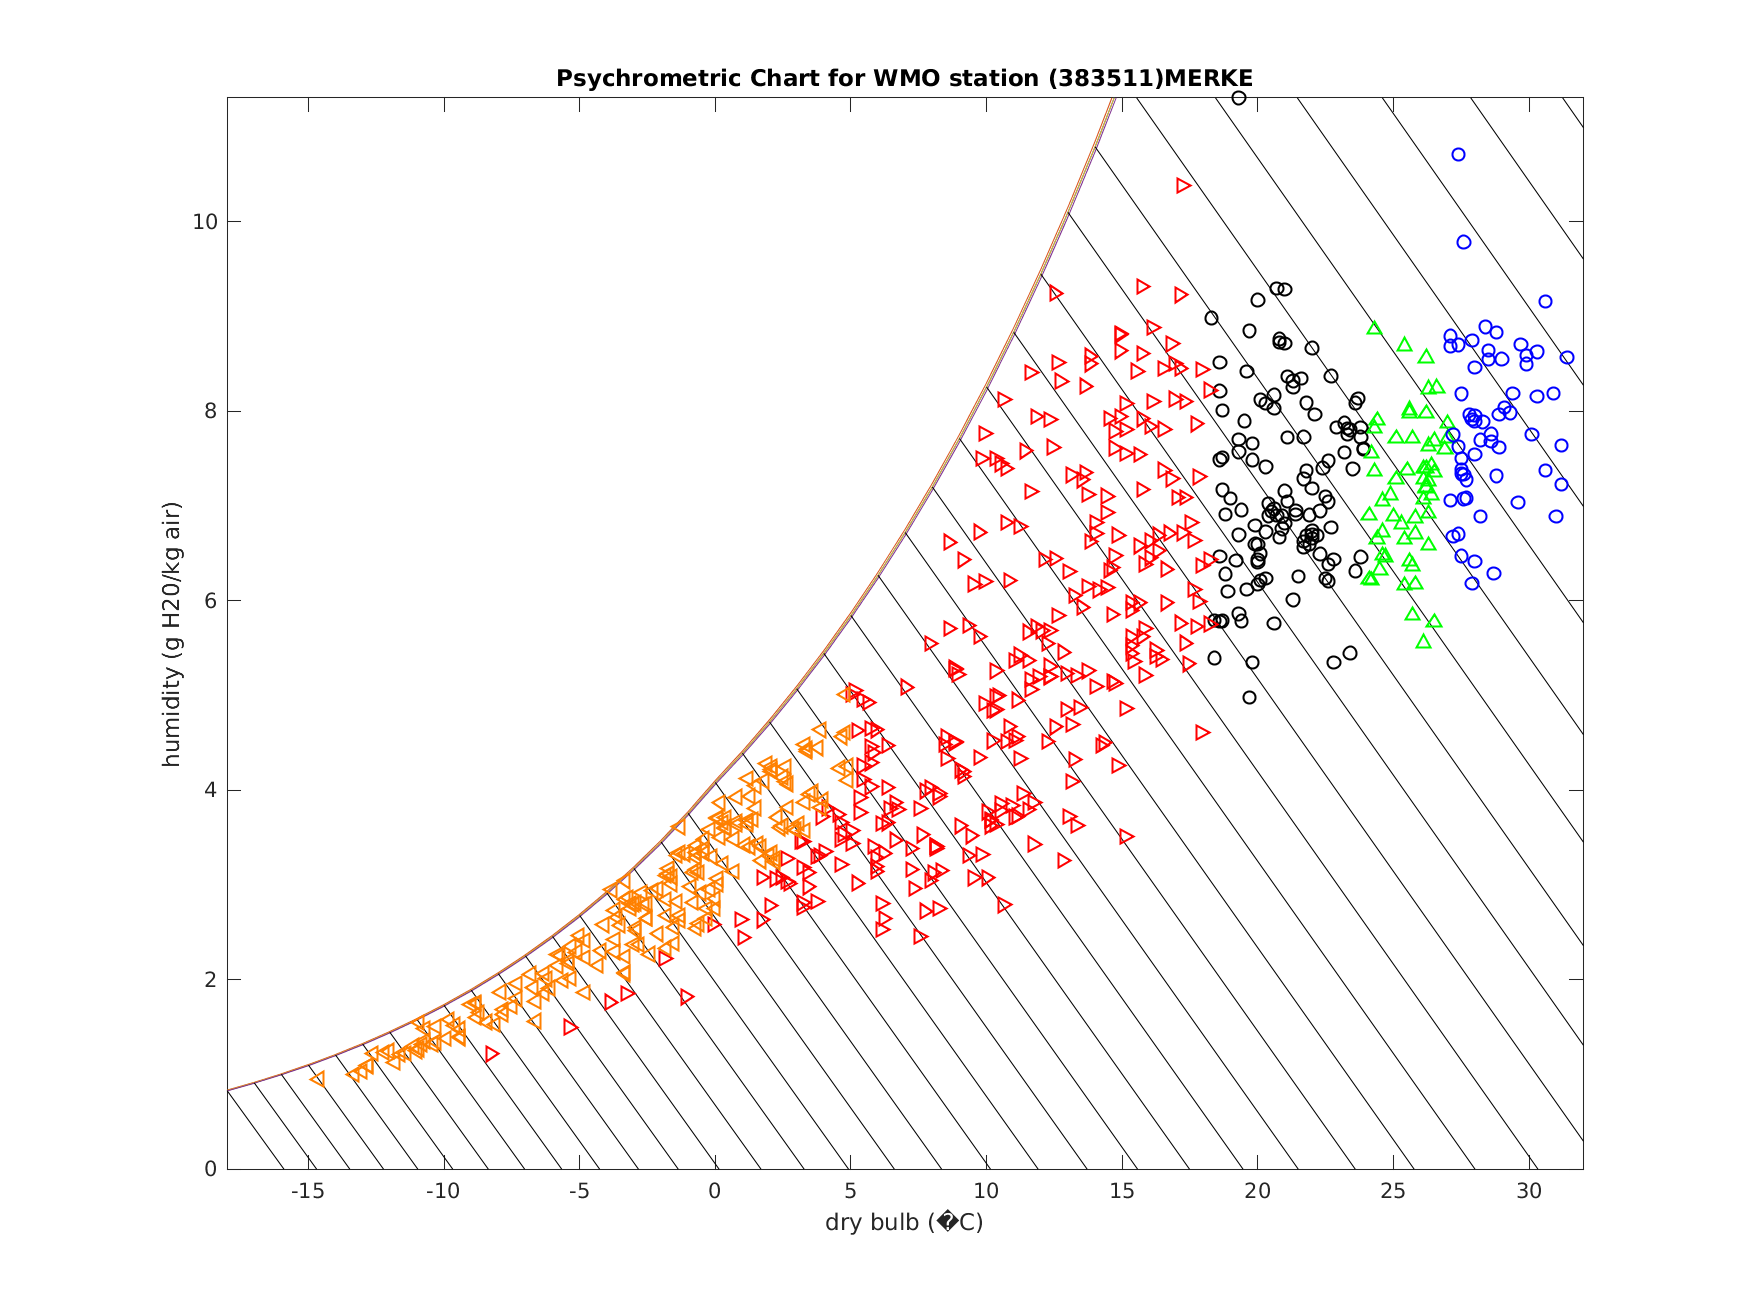 Psychrometric Chart for WMO station (383511)MERKE
humidity (g H20/kg air)
10
8
6
4
2
0
-15 -10 -5 0 5 10 15 20 25 30
dry bulb (�C)